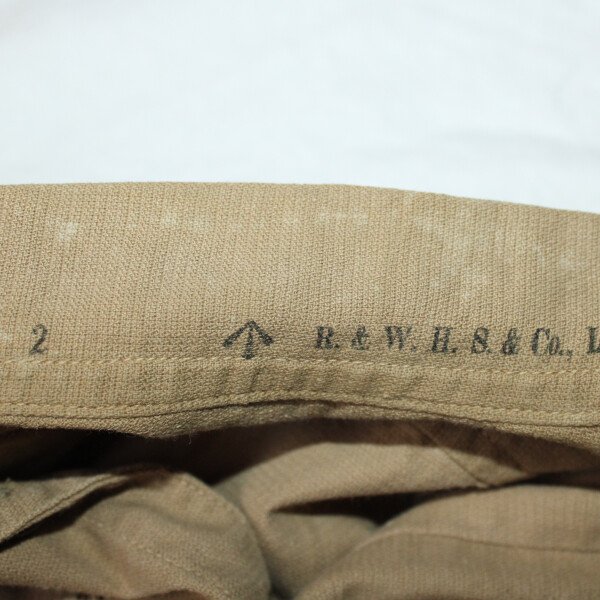 2 R. & W. H. S. & Co., L